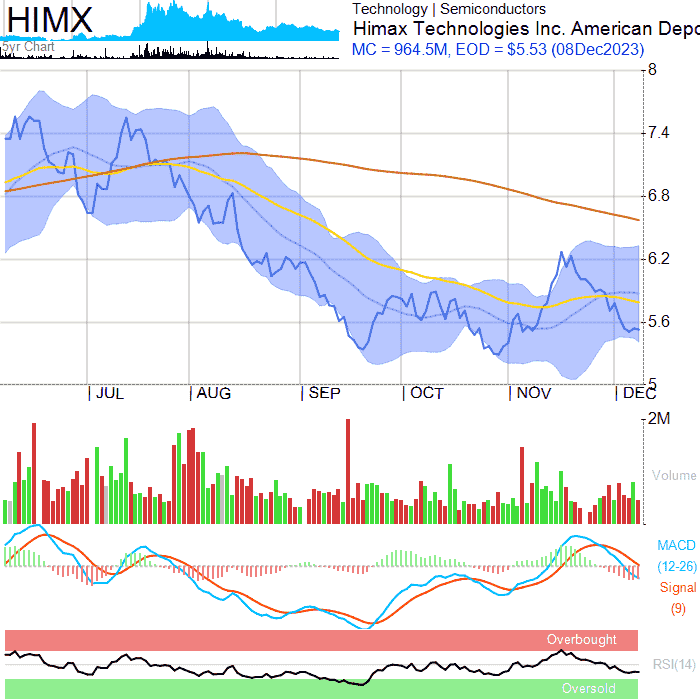 HIMX
5yr Chart
Technology | Semiconductors
Himax Technologies Inc. American Depo
MC = 964.5M, EOD = $5.53 (08Dec2023)
8
7.4
6.8
6.2
5.6
5
JUL
AUG
SEP
OCT
NOV
DEC
2M
Volume
MACD
(12-26)
Signal
(9)
Overbought
RSI(14)
Oversold